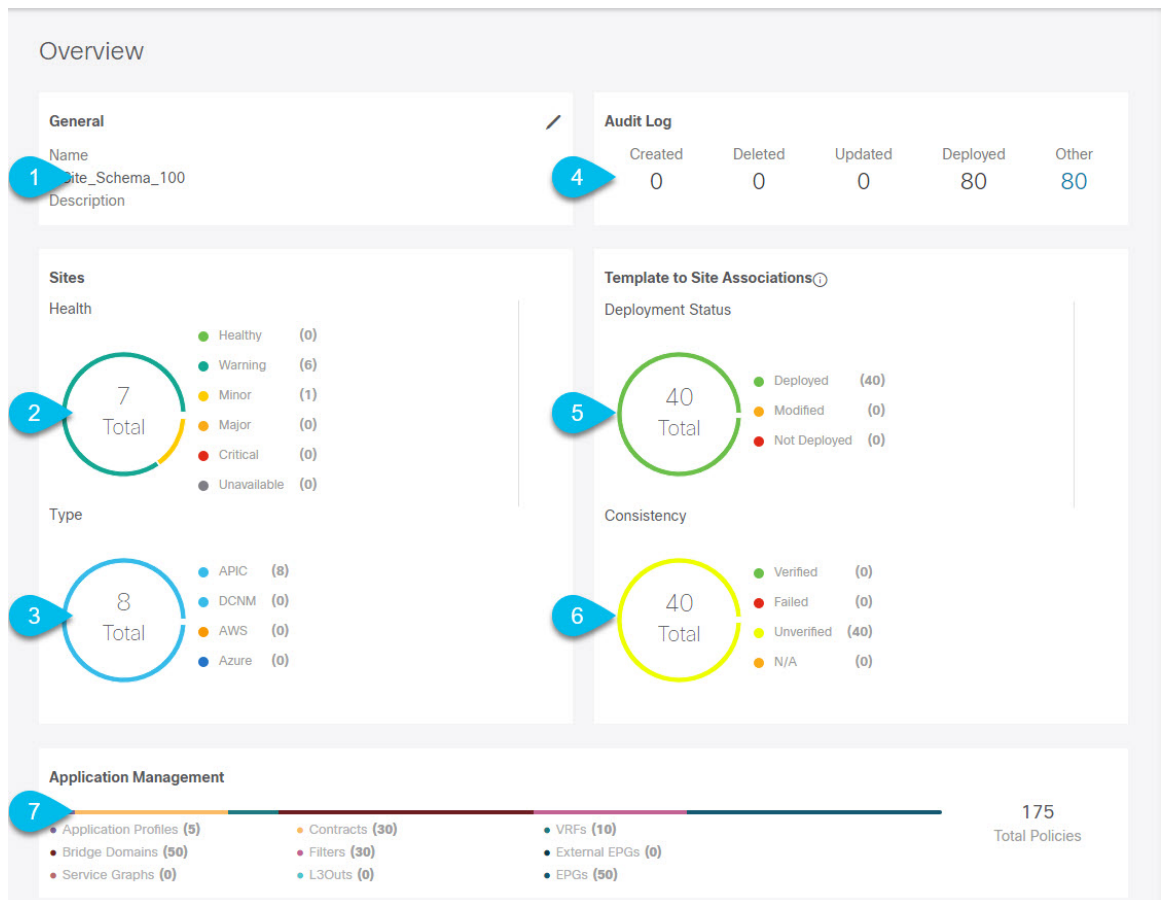 Overview
General
Name
1
Site_Schema_100
Description
Audit Log
Created Deleted Updated Deployed Other
4
0 0 0 80 80
Sites
Health
2
7
Total
Healthy (0)
Warning (6)
Minor (1)
Major (0)
Critical (0)
Unavailable (0)
Type
3
8
Total
APIC (8)
DCNM (0)
AWS (0)
Azure (0)
Template to Site Associations
Deployment Status
5
40
Total
Deployed (40)
Modified (0)
Not Deployed (0)
Consistency
6
40
Total
Verified (0)
Failed (0)
Unverified (40)
N/A (0)
Application Management
7
Application Profiles (5) Contracts (30) VRFs (10)
Bridge Domains (50) Filters (30) External EPGs (0)
Service Graphs (0) L3Outs (0) EPGs (50)
175
Total Policies